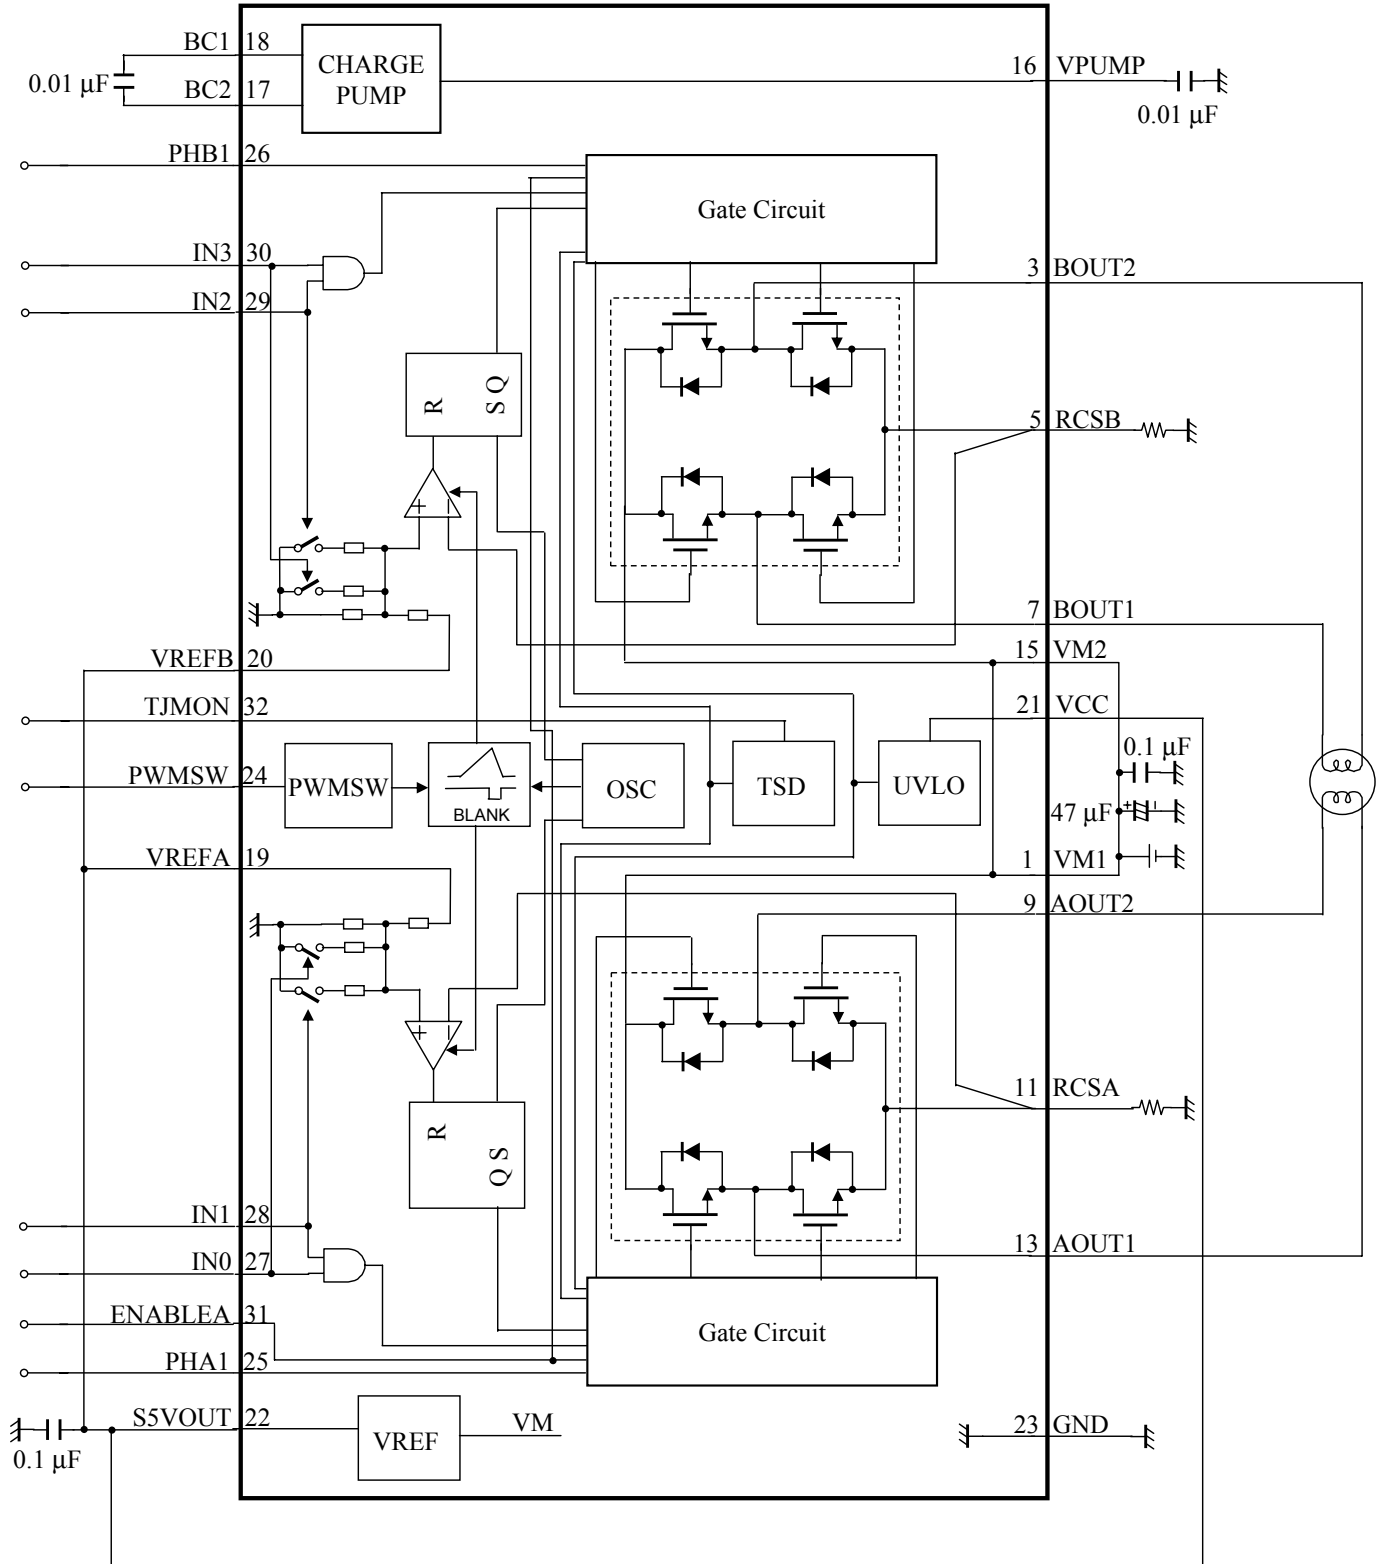 BC1 18
0.01 µF
BC2 17
CHARGE
PUMP
16 VPUMP
0.01 µF
PHB1 26
Gate Circuit
IN3 30
IN2 29
3 BOUT2
R
S Q
5 RCSB
+ −
7 BOUT1
VREFB 20
15 VM2
TJMON 32
21 VCC
PWMSW 24
PWMSW
BLANK
OSC
TSD
UVLO
0.1 µF
47 µF
+ -
VREFA 19
1 VM1
9 AOUT2
+ −
R
Q S
11 RCSA
IN1 28
IN0 27
13 AOUT1
ENABLEA 31
Gate Circuit
PHA1 25
S5VOUT 22
0.1 µF
VREF
VM
23 GND